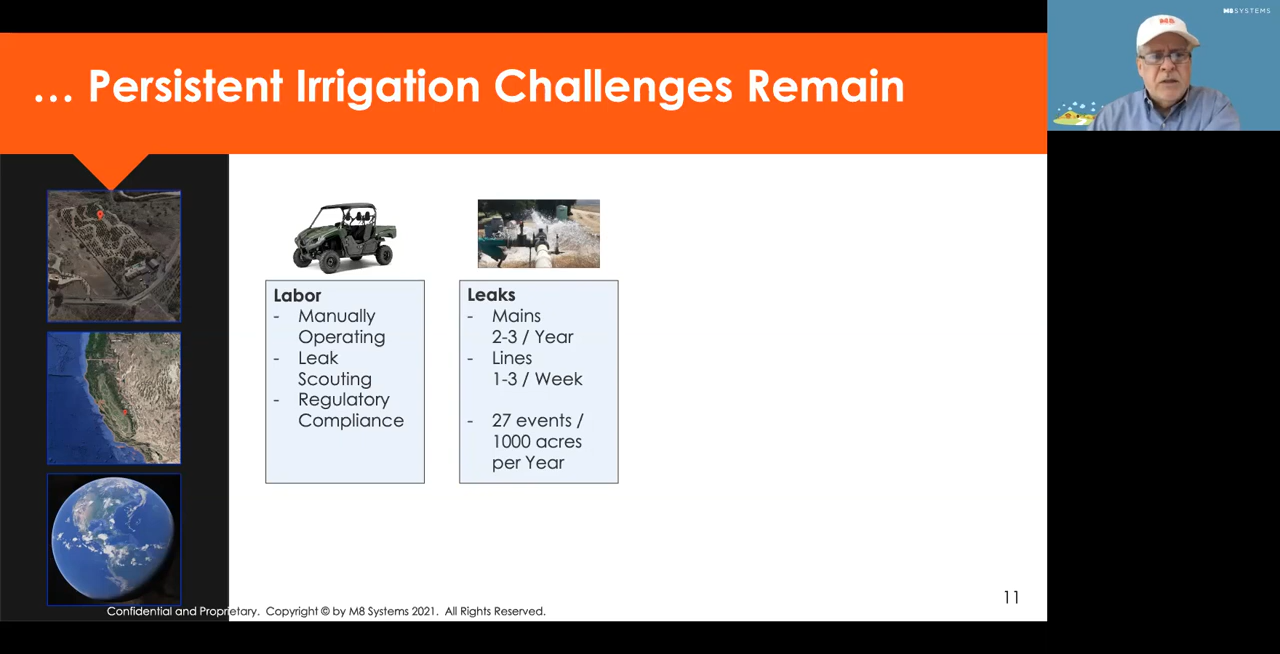 ... Persistent Irrigation Challenges Remain
M8SYSTEMS
M8
Labor
- Manually
Operating
- Leak
Scouting
- Regulatory
Compliance
Leaks
- Mains
2-3 / Year
- Lines
1-3 / Week
- 27 events /
1000 acres
per Year
11
Confidential and Proprietary. Copyright © by M8 Systems 2021. All Rights Reserved.